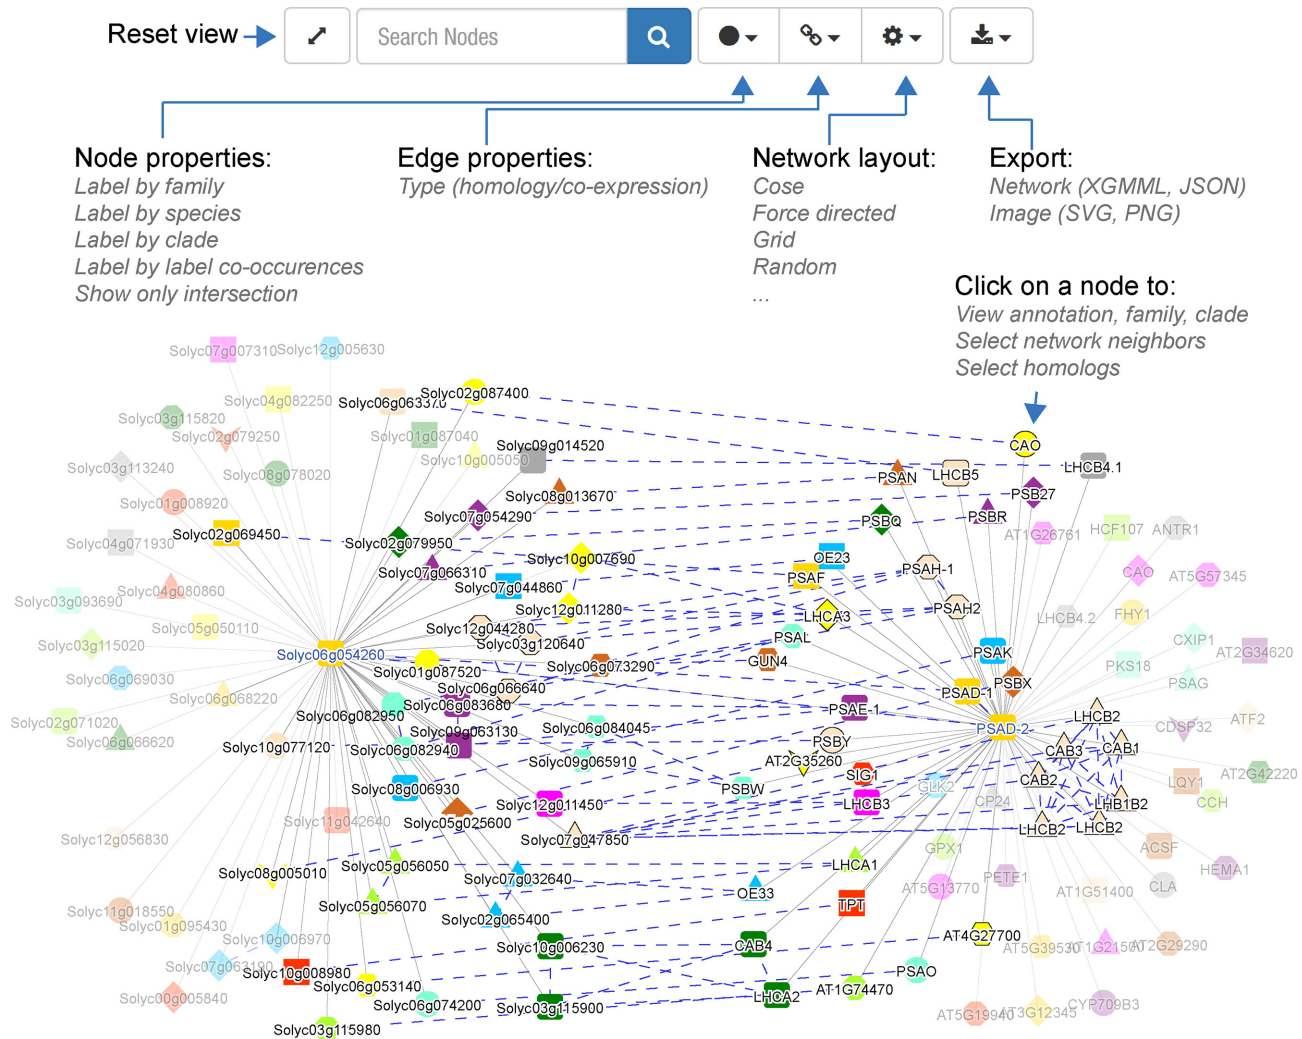 Reset view
Search Nodes
Node properties:
Label by family
Label by species
Label by clade
Label by label co-occurences
Show only intersection
Edge properties:
Type (homology/co-expression)
Network layout:
Cose
Force directed
Grid
Random
...
Export:
Network (XGMML, JSON)
Image (SVG, PNG)
Click on a node to:
View annotation, family, clade
Select network neighbors
Select homologs
Solyc07g007310
Solyc12g005630
Solyc04g082250
Solyc06g063370
Solyc02g087400
Solyc03g115820
Solyc02g079250
Solyc01g087040
Solyc09g014520
Solyc10g005050
Solyc03g113240
Solyc08g078020
Solyc08g013670
Solyc01g008920
Solyc07g054290
Solyc02g069450
Solyc04g071930
Solyc02g079950
Solyc10g007690
Solyc07g066310
Solyc07g044860
Solyc04g080860
Solyc03g093690
Solyc12g011280
Solyc05g050110
Solyc12g044280
Solyc03g120640
Solyc03g115020
Solyc06g054260
Solyc06g073290
Solyc01g087520
Solyc06g069030
Solyc06g066640
Solyc06g068220
Solyc06g083680
Solyc06g082950
Solyc02g071020
Solyc06g084045
Solyc09g063130
Solyc06g066620
Solyc10g077120
Solyc06g082940
Solyc09g065910
Solyc08g006930
Solyc12g011450
Solyc11g042640
Solyc05g025600
Solyc12g056830
Solyc07g047850
Solyc05g056050
Solyc08g005010
Solyc07g032640
Solyc05g056070
Solyc11g018550
Solyc02g065400
Solyc01g095430
Solyc10g006970
Solyc10g006230
Solyc07g063190
Solyc10g008980
Solyc06g053140
Solyc00g005840
Solyc06g074200
Solyc03g115900
Solyc03g115980
CAO
LHCB4.1
PSAN
LHCB5
PSB27
PSBR
PSBQ
AT1G26761
HCF107
ANTR1
OE23
PSAH-1
PSAF
CAO
AT5G57345
PSAH2
LHCA3
LHCB4.2
FHY1
PSAL
CXIP1
PSAK
AT2G34620
GUN4
PKS18
PSBX
PSAG
PSAD-1
PSAE-1
LHCB2
ATF2
PSAD-2
CDSP32
PSBY
CAB3
CAB1
AT2G35260
SIG1
AT2G42220
CAB2
LQY1
GLK2
PSBW
CP24
LHCB3
LHB1B2
CCH
LHCB2
LHCB2
GPX1
ACSF
LHCA1
HEMA1
PETE1
AT5G13770
CLA
OE33
AT1G51400
TPT
AT4G27700
CAB4
AT5G39530
AT1G21500
AT2G29290
PSAO
AT1G74470
LHCA2
CYP709B3
AT5G19940
AT3G12345